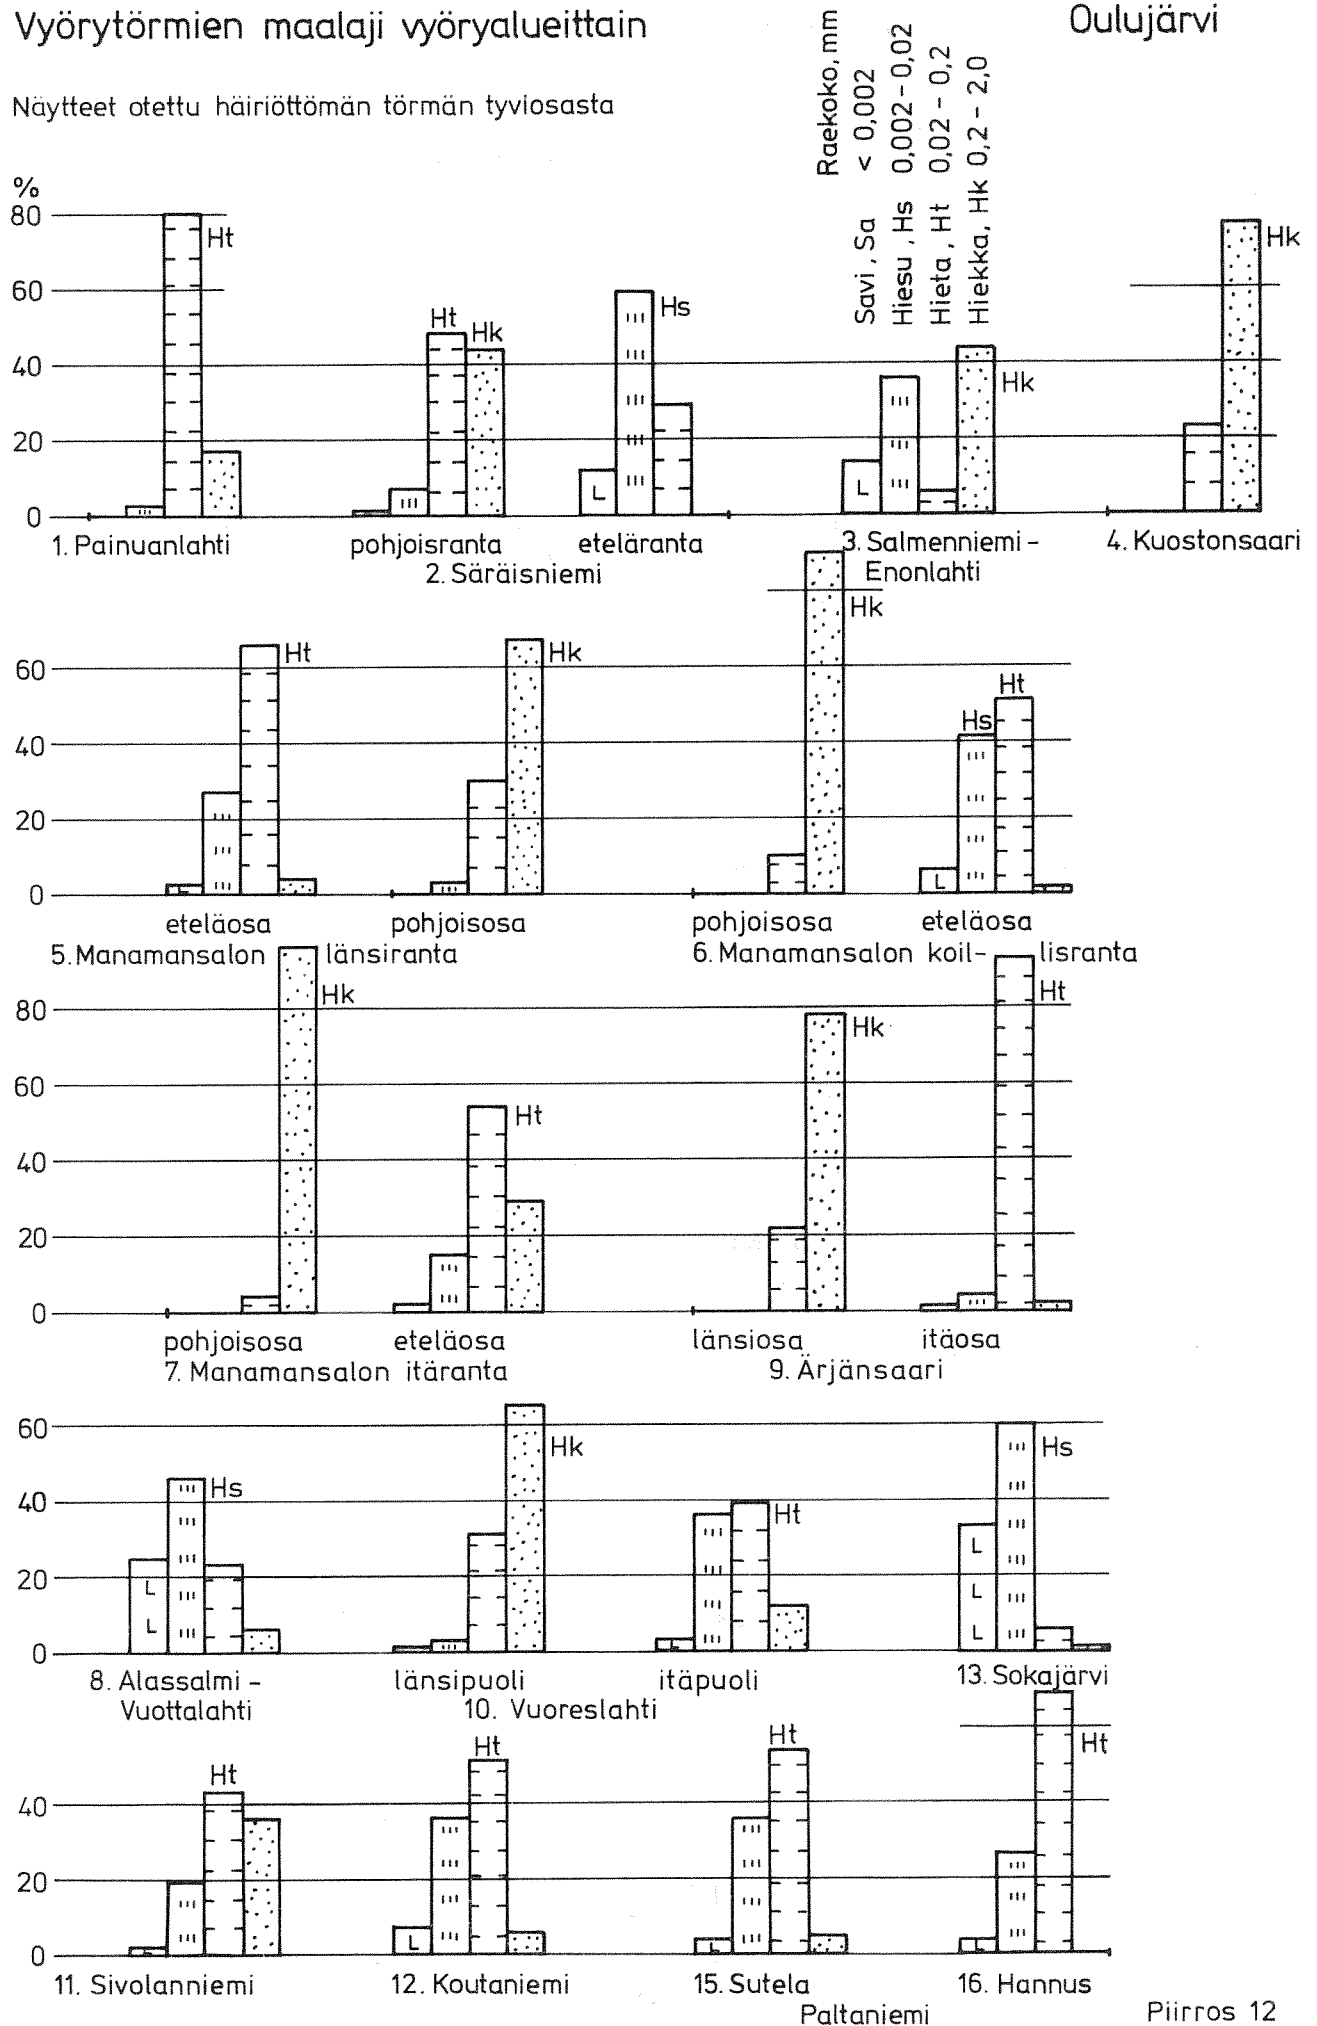 Vyörytörmien maalaji vyöryalueittain
Oulujärvi
Näytteet otettu häiriöttömän törmän tyviosasta
Raekoko, mm
Savi, Sa < 0,002
Hiesu, Hs 0,002 - 0,02
Hieta, Ht 0,02 - 0,2
Hiekka, Hk 0,2 - 2,0
%
80
60
40
20
0
Ht
Ht
Hk
Hs
L
L
Hk
Hk
1. Painuanlahti
pohjoisranta
eteläranta
2. Säräisniemi
3. Salmenniemi -
Enonlahti
4. Kuostonsaari
60
40
20
0
Ht
Hk
Hk
Hs
Ht
L
L
eteläosa
pohjoisosa
pohjoisosa
eteläosa
5. Manamansalon länsiranta
6. Manamansalon koil- lisranta
80
60
40
20
0
Hk
Ht
Hk
Ht
pohjoisosa
eteläosa
länsiosa
itäosa
7. Manamansalon itäranta
9. Ärjänsaari
60
40
20
0
Hs
Hk
Ht
Hs
L
L
L
L
L
L
8. Alassalmi -
Vuottalahti
länsipuoli
itäpuoli
10. Vuoreslahti
13. Sokajärvi
40
20
0
Ht
Ht
Ht
Ht
L
L
L
L
11. Sivolanniemi
12. Koutaniemi
15. Sutela
16. Hannus
Paltaniemi
Piirros 12